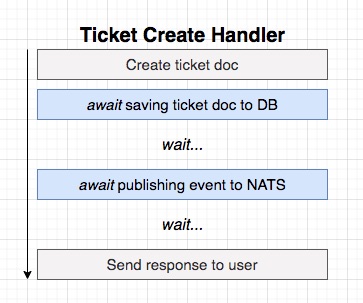 Ticket Create Handler
Create ticket doc
await saving ticket doc to DB
wait...
await publishing event to NATS
wait...
Send response to user